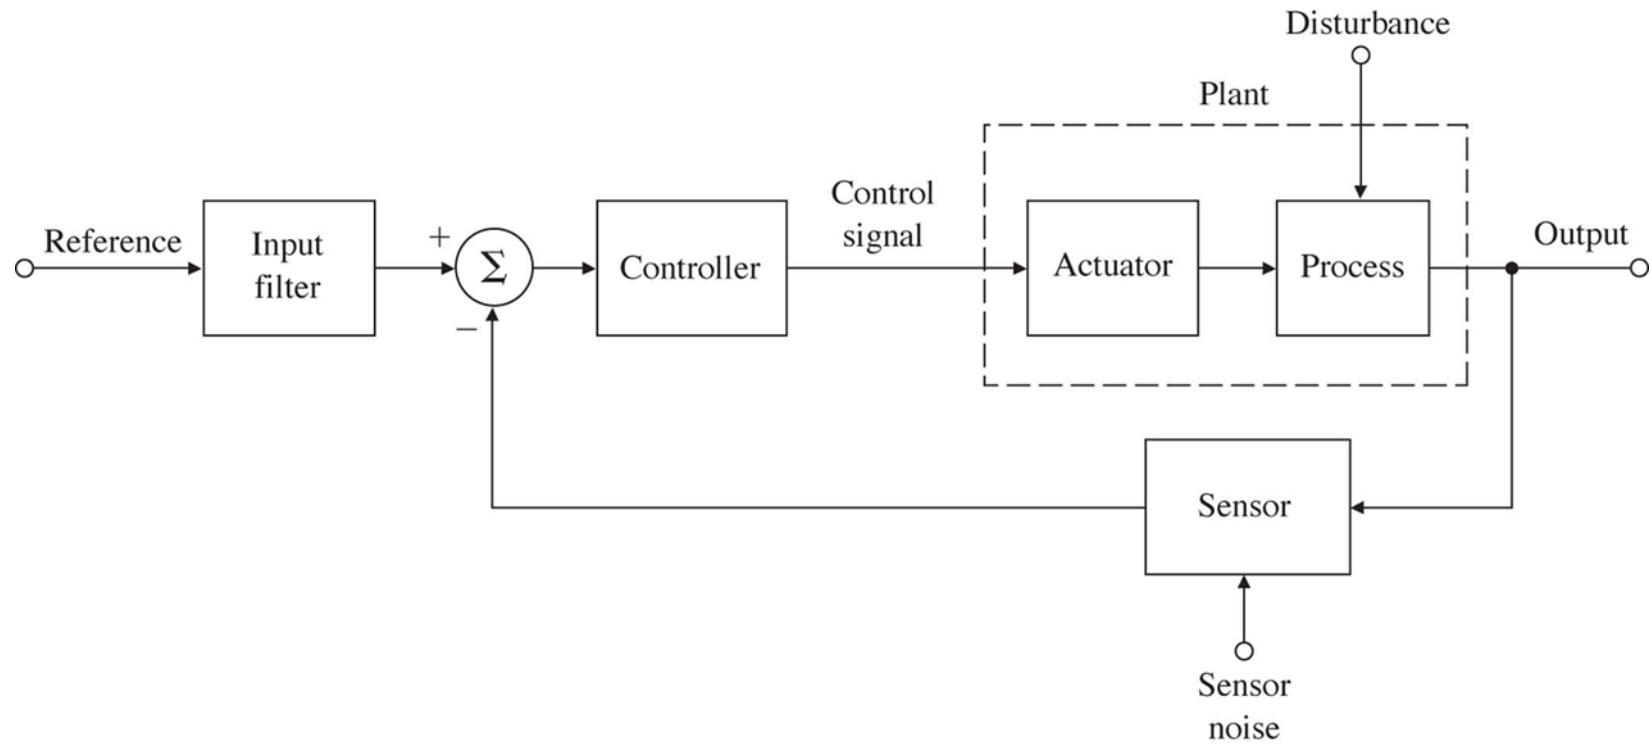 Disturbance
Plant
Control
signal
Reference
Input
filter
+
Σ
−
Controller
Actuator
Process
Output
Sensor
Sensor
noise